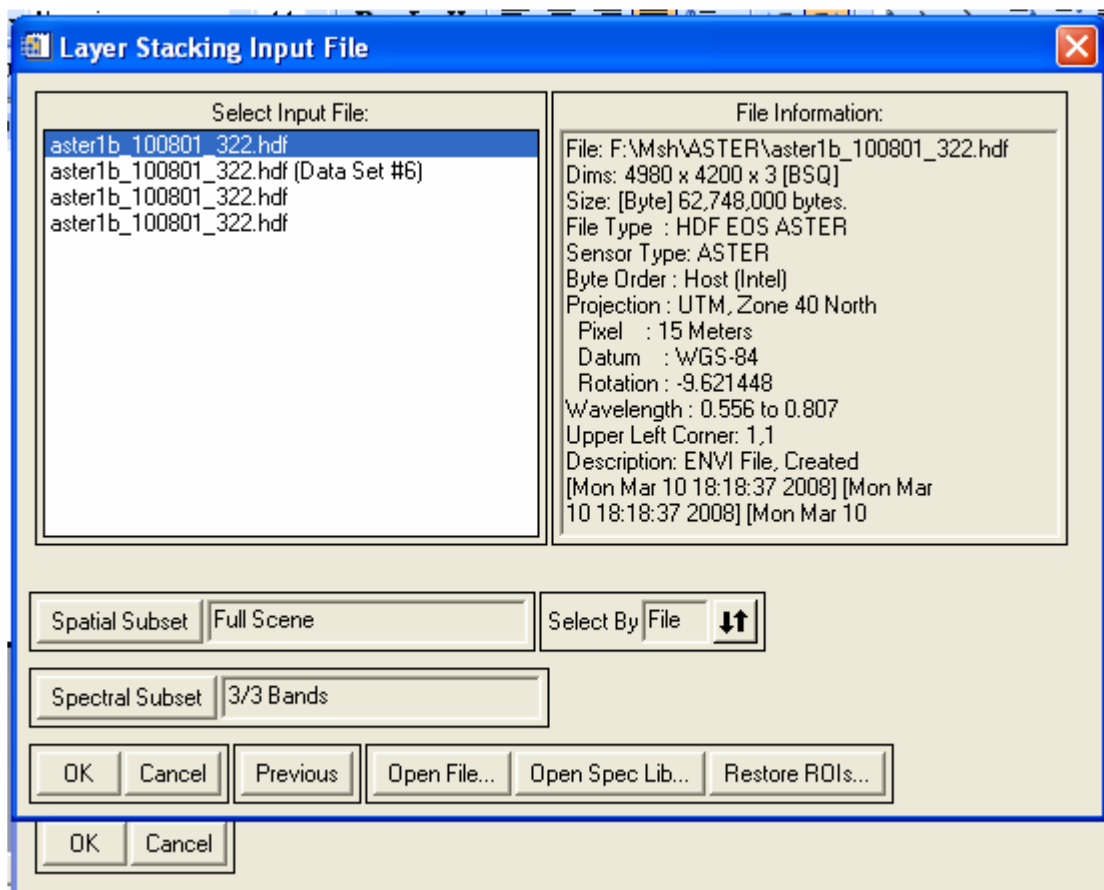 Layer Stacking Input File
Select Input File:
aster1b_100801_322.hdf
aster1b_100801_322.hdf (Data Set #6)
aster1b_100801_322.hdf
aster1b_100801_322.hdf
File Information:
File: F:\Msh\ASTER\aster1b_100801_322.hdf
Dims: 4980 x 4200 x 3 [BSQ]
Size: [Byte] 62,748,000 bytes.
File Type : HDF EOS ASTER
Sensor Type: ASTER
Byte Order : Host (Intel)
Projection : UTM, Zone 40 North
Pixel : 15 Meters
Datum : WGS-84
Rotation : -9.621448
Wavelength : 0.556 to 0.807
Upper Left Corner: 1,1
Description: ENVI File, Created
[Mon Mar 10 18:18:37 2008] [Mon Mar
10 18:18:37 2008] [Mon Mar 10
Spatial Subset Full Scene
Select By File
Spectral Subset 3/3 Bands
OK Cancel Previous Open File... Open Spec Lib... Restore ROIs...
OK Cancel